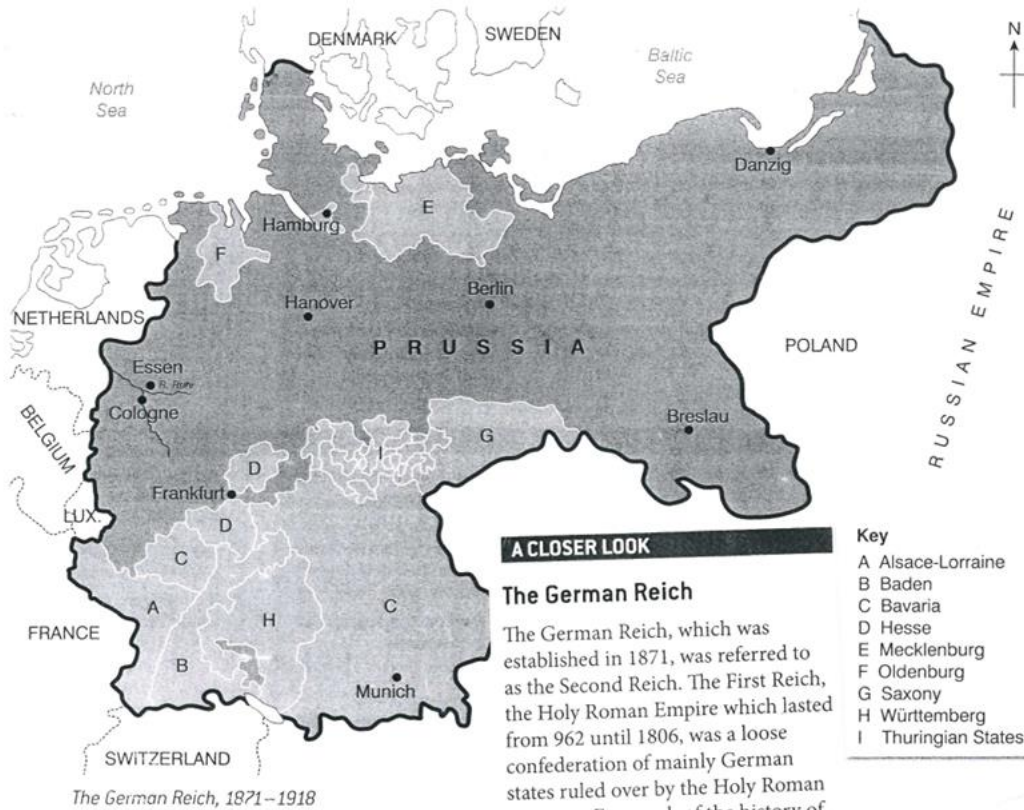 DENMARK
SWEDEN
Baltic
Sea
N
North
Sea
Danzig
Hamburg
E
F
NETHERLANDS
Hanover
Berlin
PRUSSIA
POLAND
RUSSIAN EMPIRE
Essen
R. Ruhr
Cologne
BELGIUM
Breslau
G
I
D
Frankfurt
LUX.
D
C
A
H
C
B
FRANCE
Munich
SWITZERLAND
The German Reich, 1871–1918
A CLOSER LOOK
The German Reich
The German Reich, which was
established in 1871, was referred to
as the Second Reich. The First Reich,
the Holy Roman Empire which lasted
from 962 until 1806, was a loose
confederation of mainly German
states ruled over by the Holy Roman
of the history of
Key
A Alsace-Lorraine
B Baden
C Bavaria
D Hesse
E Mecklenburg
F Oldenburg
G Saxony
H Württemberg
I Thuringian States